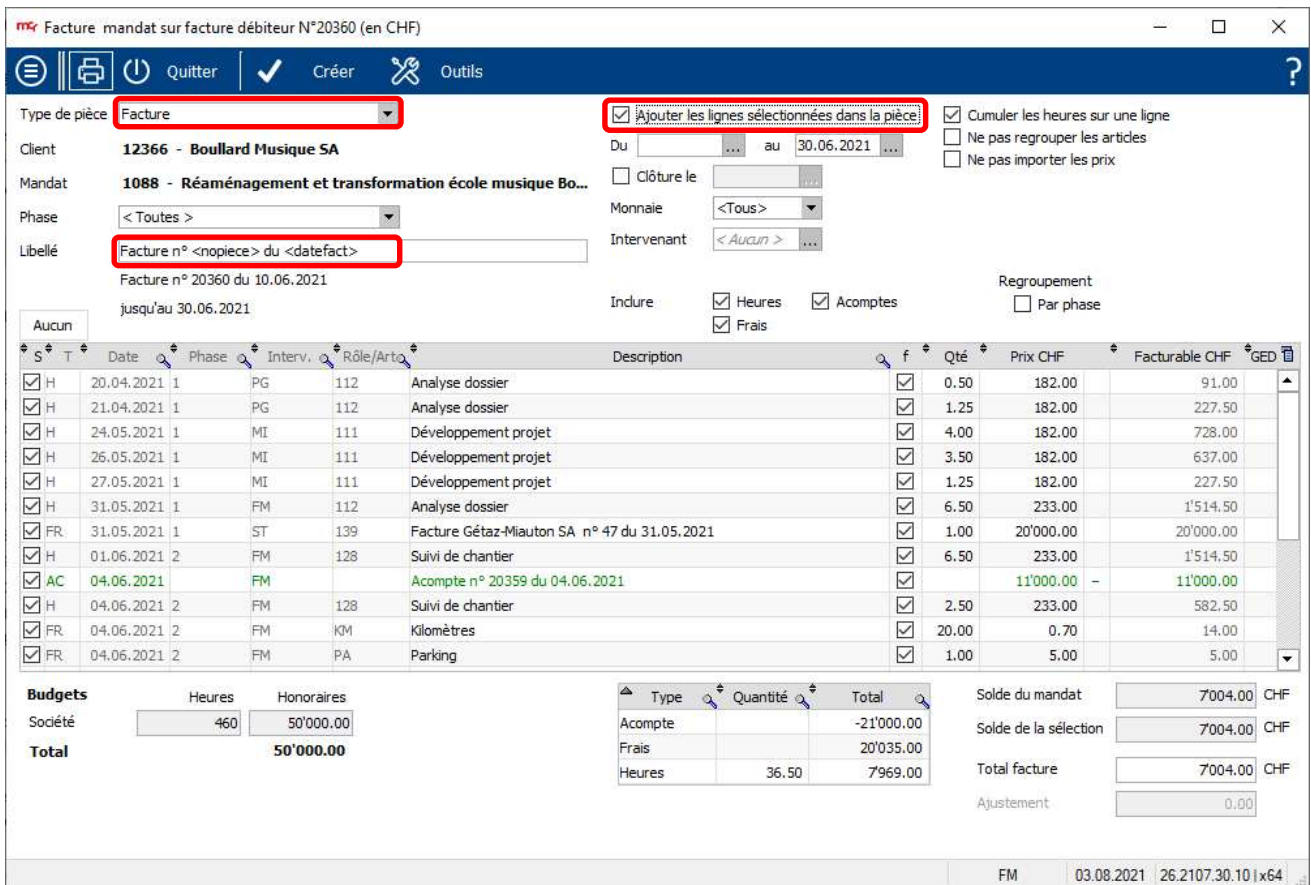 mcr Facture mandat sur facture débiteur N°20360 (en CHF)
Quitter Créer Outils ?
Type de pièce Facture Ajouter les lignes sélectionnées dans la pièce Cumuler les heures sur une ligne
Client 12366 - Boullard Musique SA Du ... au 30.06.2021 ... Ne pas regrouper les articles
Ne pas importer les prix
Mandat 1088 - Réaménagement et transformation école musique Bo... Clôture le ...
Phase < Toutes > Monnaie <Tous>
Libellé Facture n° <nopiece> du <datefact> Intervenant < Aucun > ...
Facture n° 20360 du 10.06.2021 Regroupement
jusqu'au 30.06.2021 Inclure Heures Acomptes Par phase
Aucun Frais
S T Date Phase Interv. Rôle/Arto Description f Qté Prix CHF Facturable CHF GED
H 20.04.2021 1 PG 112 Analyse dossier 0.50 182.00 91.00
H 21.04.2021 1 PG 112 Analyse dossier 1.25 182.00 227.50
H 24.05.2021 1 MI 111 Développement projet 4.00 182.00 728.00
H 26.05.2021 1 MI 111 Développement projet 3.50 182.00 637.00
H 27.05.2021 1 MI 111 Développement projet 1.25 182.00 227.50
H 31.05.2021 1 FM 112 Analyse dossier 6.50 233.00 1'514.50
FR 31.05.2021 1 ST 139 Facture Gétaz-Miauton SA n° 47 du 31.05.2021 1.00 20'000.00 20'000.00
H 01.06.2021 2 FM 128 Suivi de chantier 6.50 233.00 1'514.50
AC 04.06.2021 FM Acompte n° 20359 du 04.06.2021 11'000.00 - 11'000.00
H 04.06.2021 2 FM 128 Suivi de chantier 2.50 233.00 582.50
FR 04.06.2021 2 FM KM Kilomètres 20.00 0.70 14.00
FR 04.06.2021 2 FM PA Parking 1.00 5.00 5.00
Budgets Heures Honoraires Type Quantité Total Solde du mandat 7'004.00 CHF
Société 460 50'000.00 Acompte -21'000.00 Solde de la sélection 7'004.00 CHF
Total 50'000.00 Frais 20'035.00
Heures 36.50 7'969.00 Total facture 7'004.00 CHF
Ajustement 0.00
FM 03.08.2021 26.2107.30.10 | x64